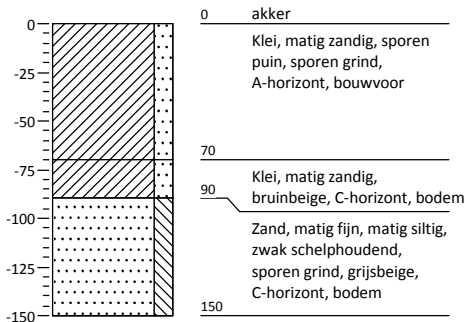 0
-25
-50
-75
-100
-125
-150
0 akker
Klei, matig zandig, sporen
puin, sporen grind,
A-horizont, bouwvoor
70
Klei, matig zandig,
bruinbeige, C-horizont, bodem
90
Zand, matig fijn, matig siltig,
zwak schelphoudend,
sporen grind, grijsbeige,
C-horizont, bodem
150